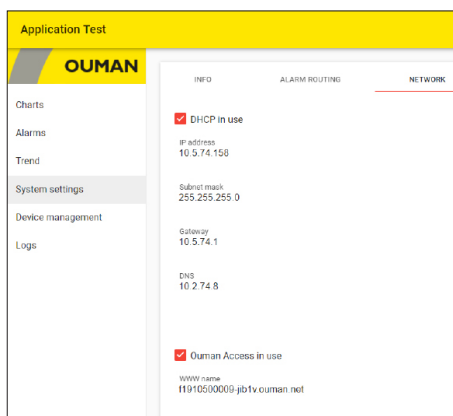 Application Test
OUMAN
INFO ALARM ROUTING NETWORK
Charts
Alarms
Trend
System settings
Device management
Logs
DHCP in use
IP address
10.5.74.158
Subnet mask
255.255.255.0
Gateway
10.5.74.1
DNS
10.2.74.8
Ouman Access in use
WWW name
f1910500009-jib1v.ouman.net